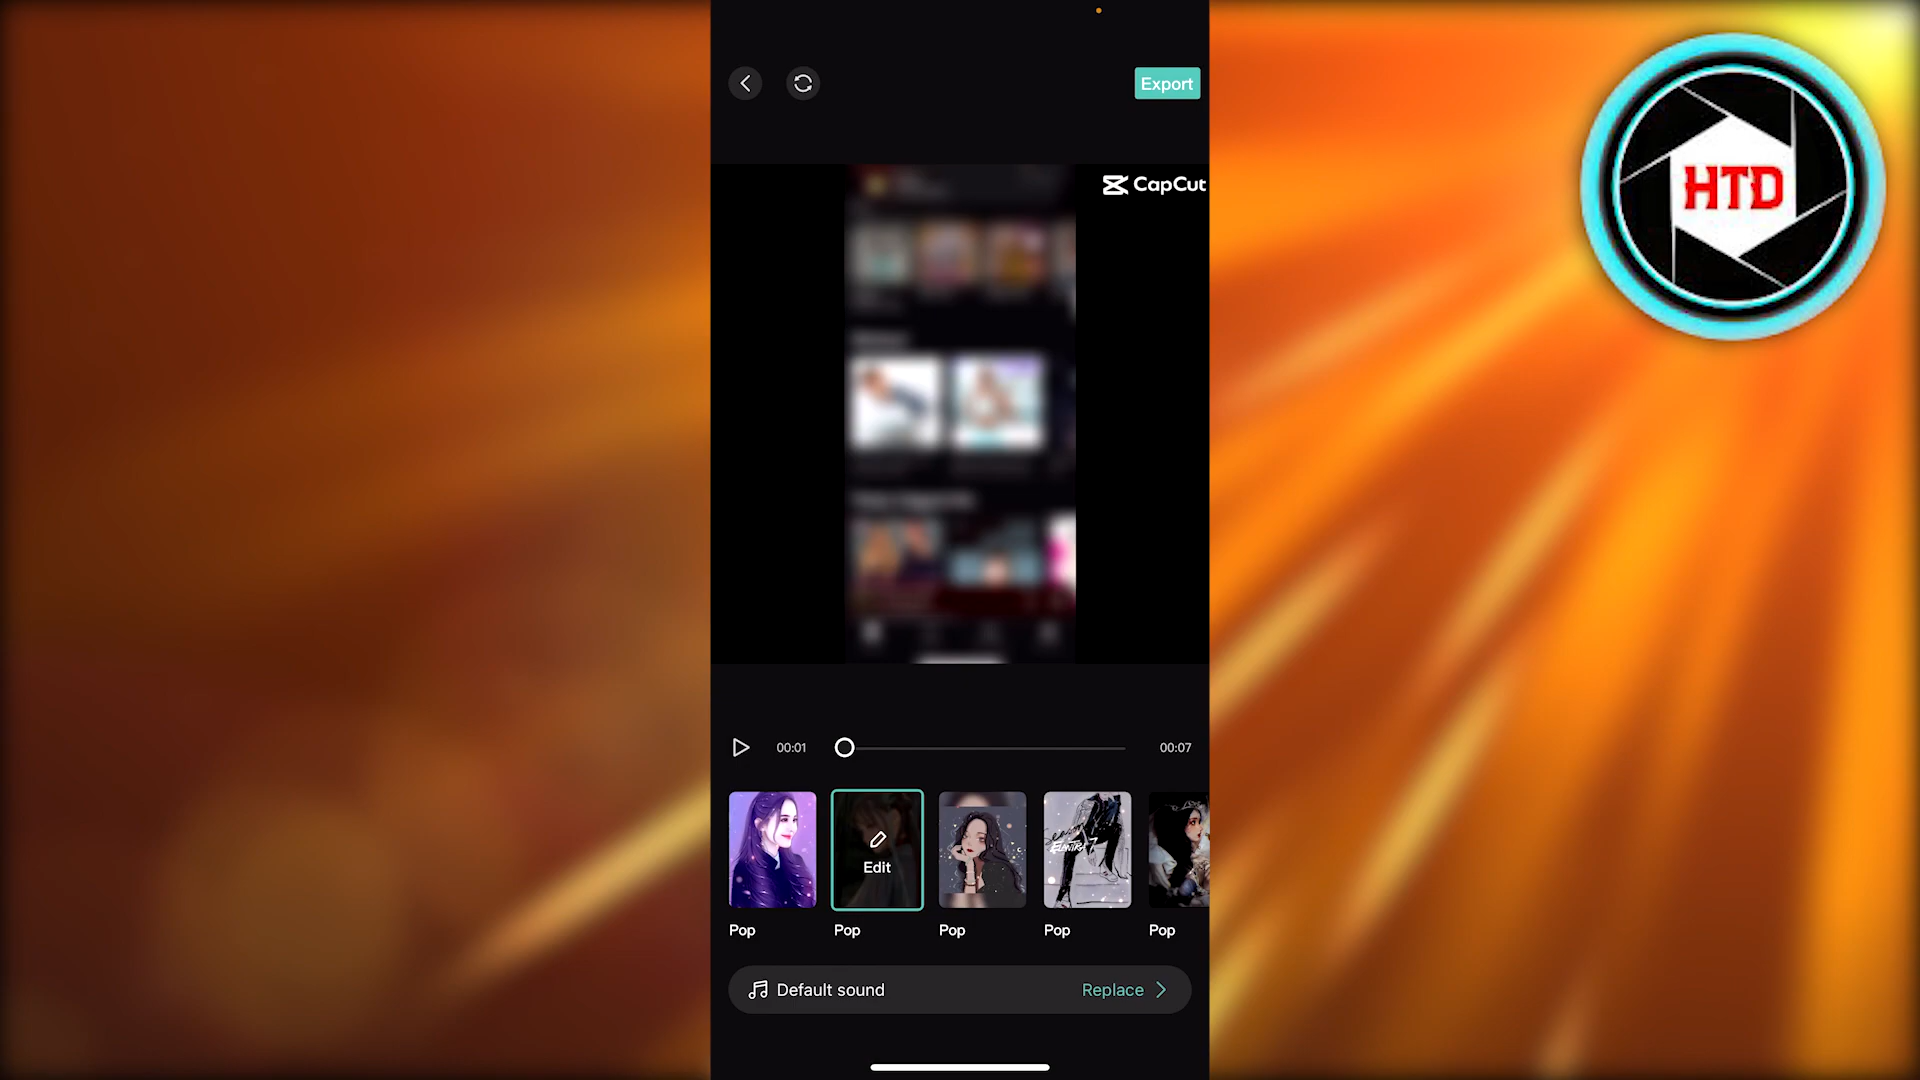 Export
CapCut
HTD
00:01
00:07
Edit
Pop
Pop
Pop
Pop
Pop
Default sound
Replace